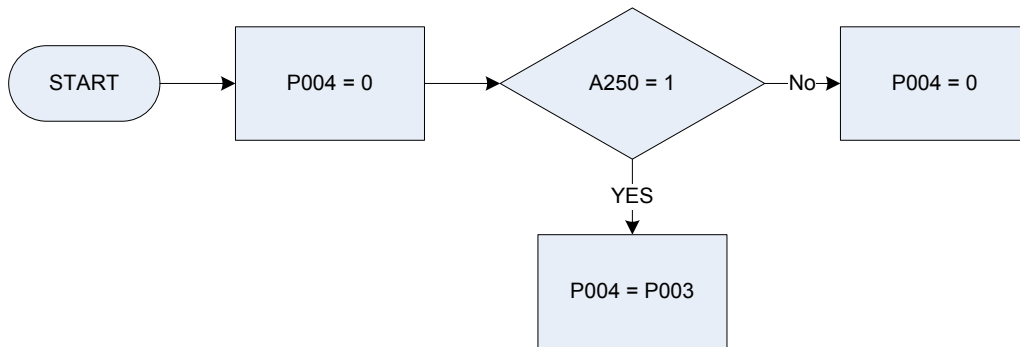 START
P004 = 0
A250 = 1
No
P004 = 0
YES
P004 = P003